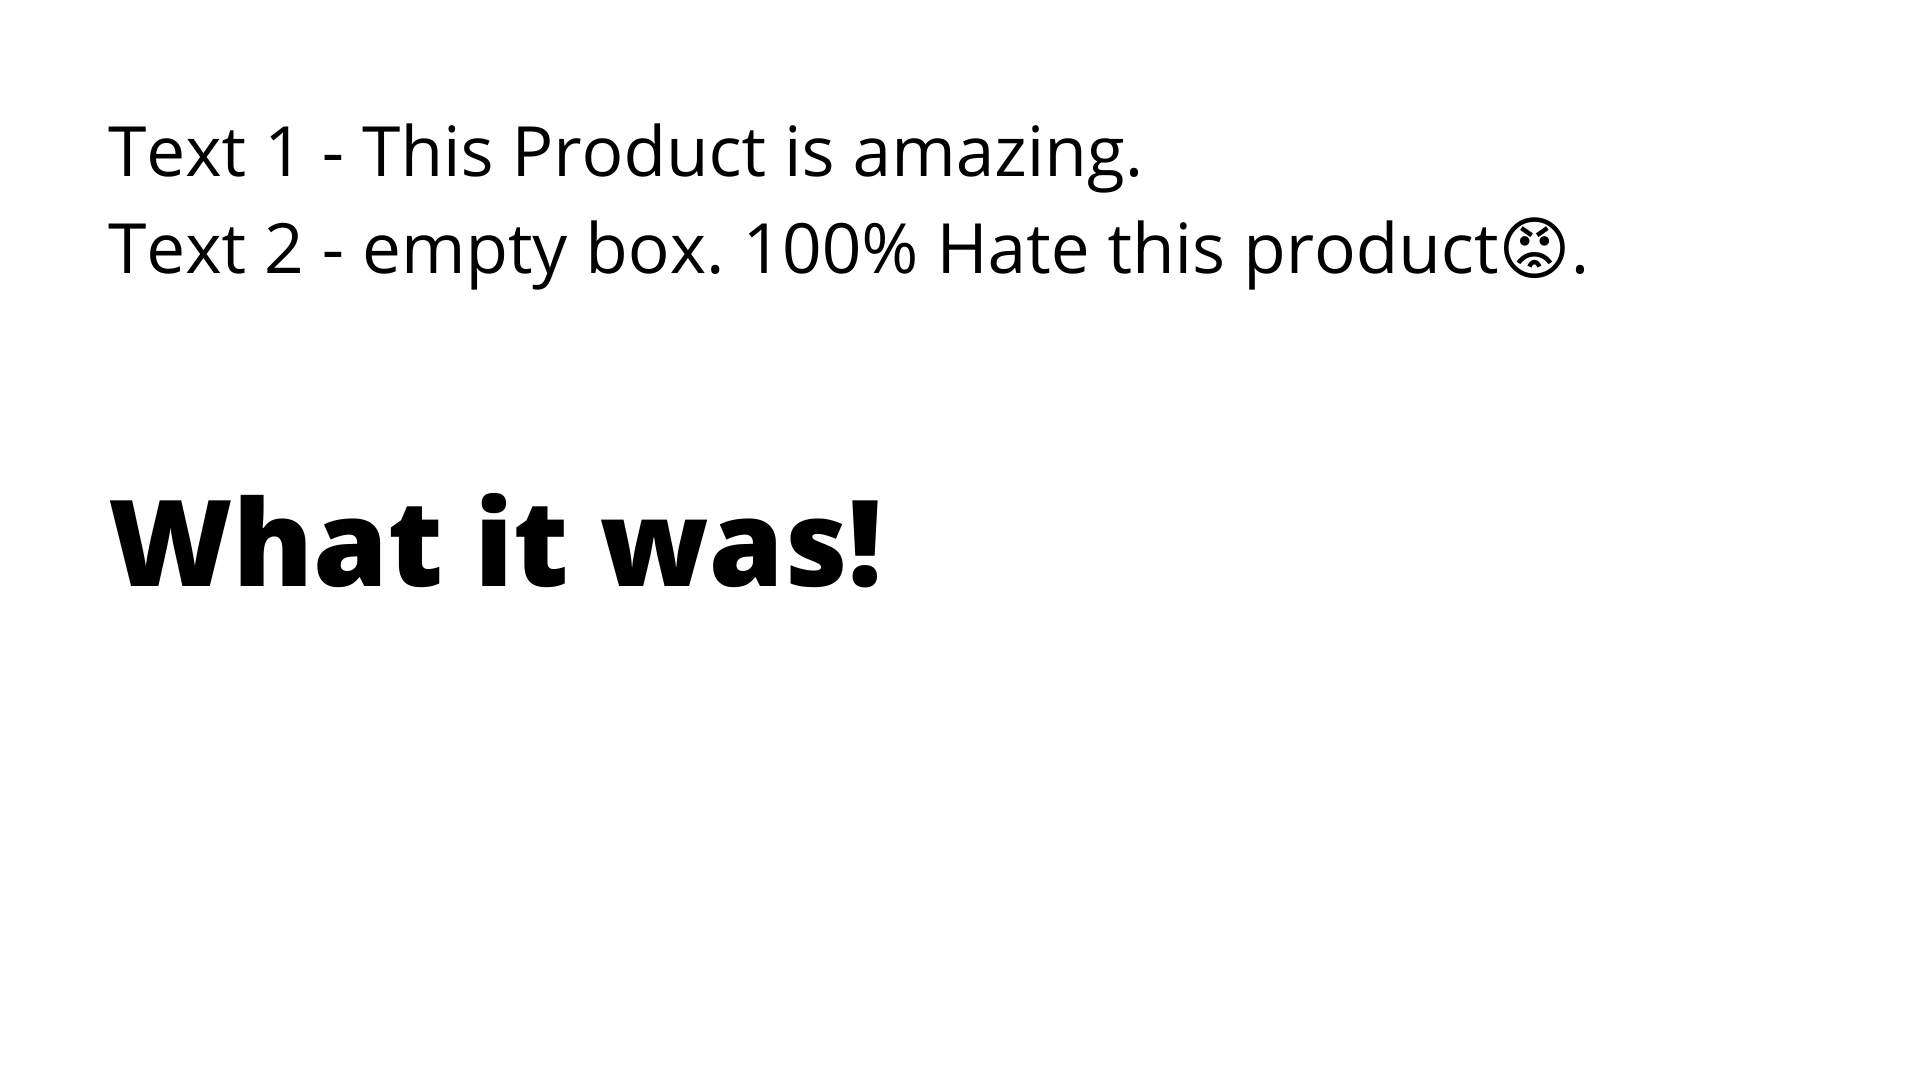 Text 1 - This Product is amazing.
Text 2 - empty box. 100% Hate this product😡.
What it was!